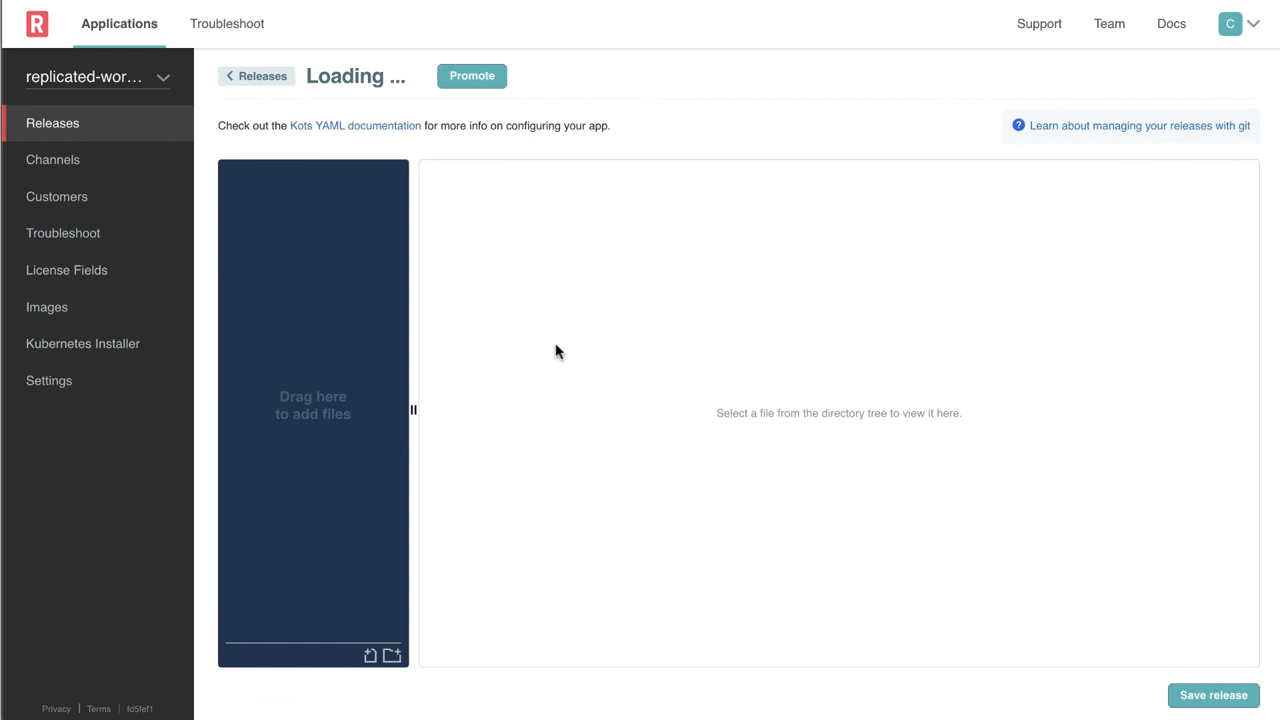 R
Applications
Troubleshoot
Support
Team
Docs
C
replicated-wor...
Releases
Channels
Customers
Troubleshoot
License Fields
Images
Kubernetes Installer
Settings
Privacy | Terms | fd5fef1
Releases
Loading ...
Promote
Check out the Kots YAML documentation for more info on configuring your app.
? Learn about managing your releases with git
Drag here
to add files
Select a file from the directory tree to view it here.
Save release